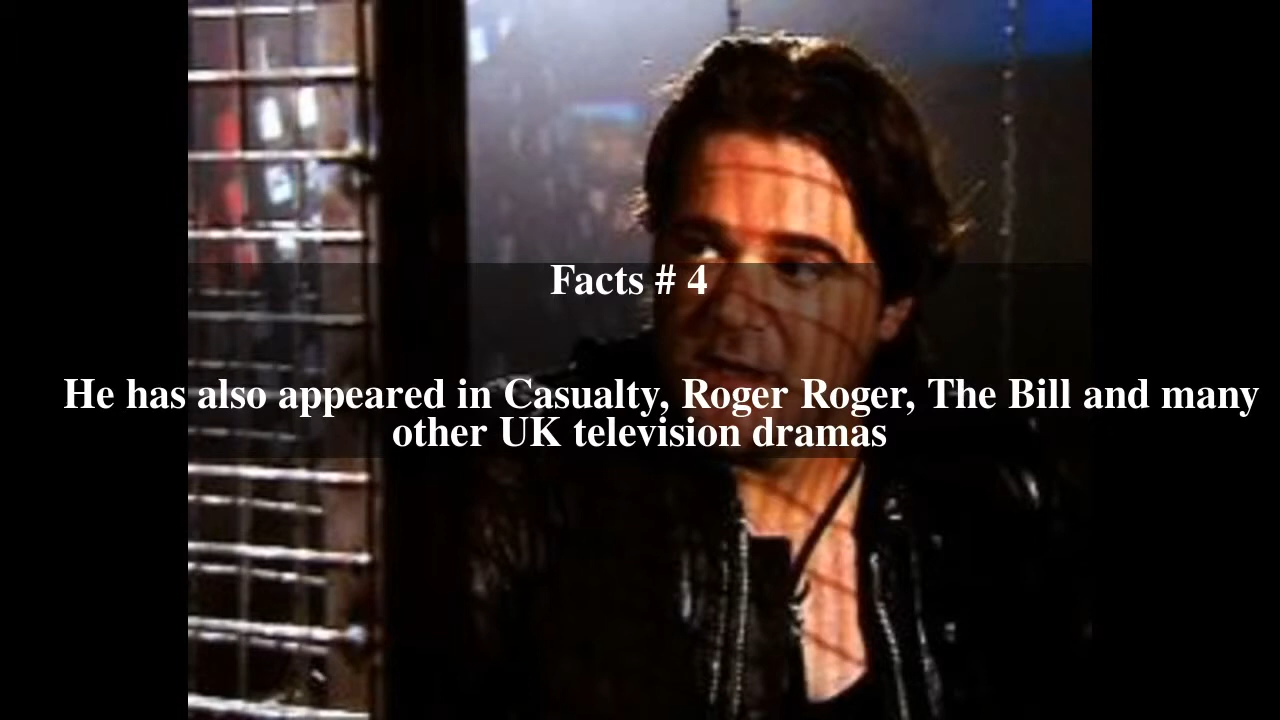 Facts # 4
He has also appeared in Casualty, Roger Roger, The Bill and many
other UK television dramas